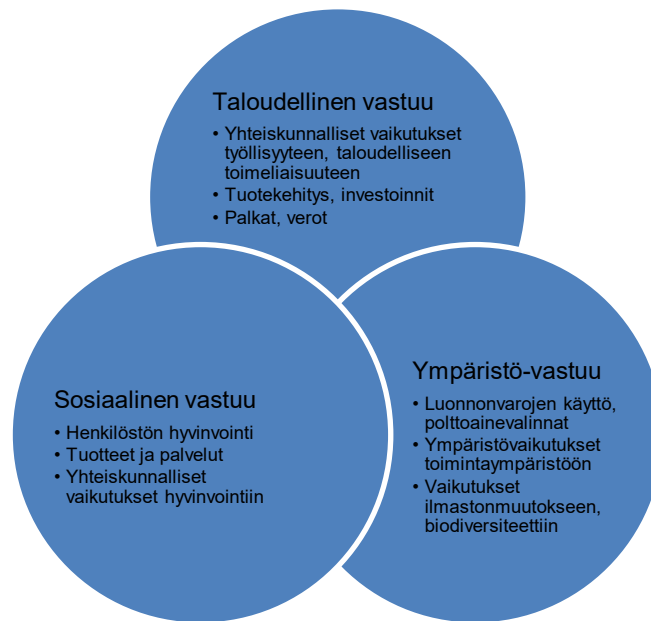 Taloudellinen vastuu
• Yhteiskunnalliset vaikutukset
työllisyyteen, taloudelliseen
toimeliaisuuteen
• Tuotekehitys, investoinnit
• Palkat, verot
Sosiaalinen vastuu
• Henkilöstön hyvinvointi
• Tuotteet ja palvelut
• Yhteiskunnalliset
vaikutukset hyvinvointiin
Ympäristö-vastuu
• Luonnonvarojen käyttö,
polttoainevalinnat
• Ympäristövaikutukset
toimintaympäristöön
• Vaikutukset
ilmastonmuutokseen,
biodiversiteettiin